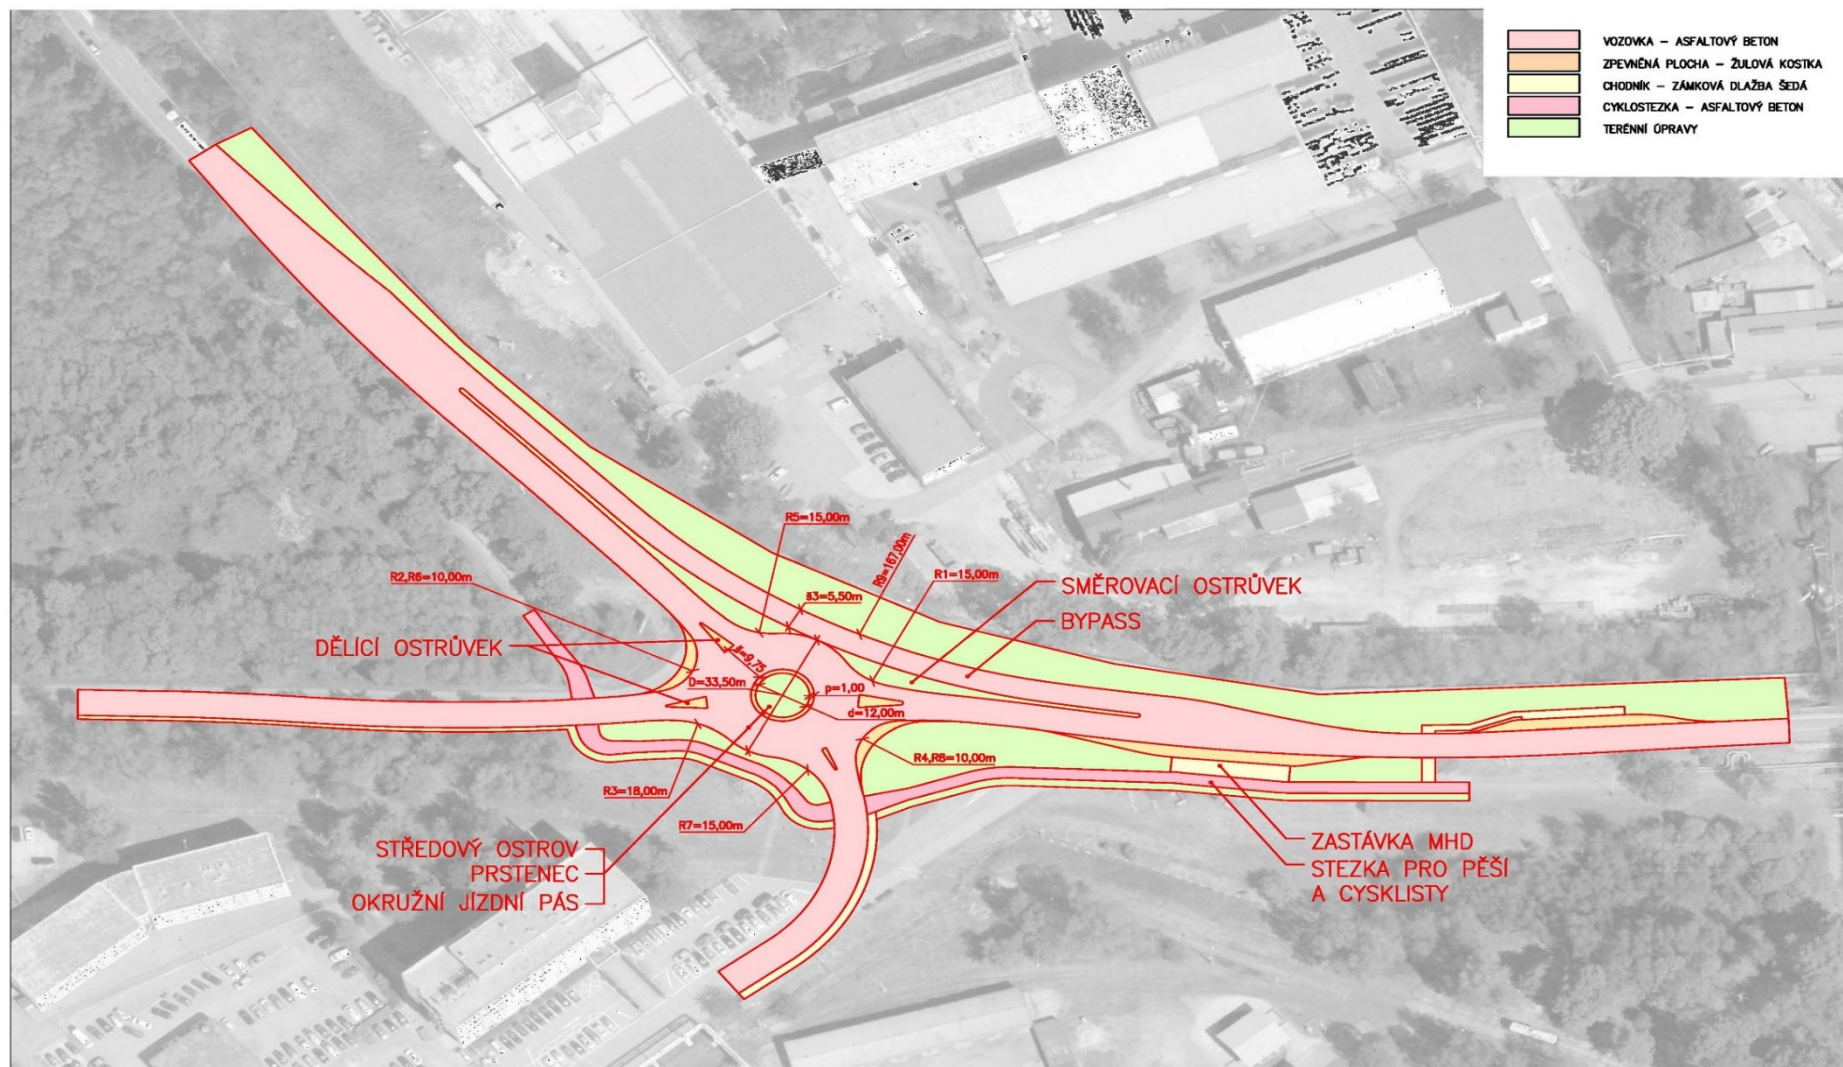 VOZOVKA – ASFALTOVÝ BETON
ZPEVNĚNÁ PLOCHA – ŽULOVÁ KOSTKA
CHODNÍK – ZÁMKOVÁ DLAŽBA ŠEDÁ
CYKLOSTEZKA – ASFALTOVÝ BETON
TERÉNNÍ ÚPRAVY
R5=15,00m
R9=167,00m
R2,R6=10,00m
R1=15,00m
SMĚROVACÍ OSTRŮVEK
š3=5,50m
BYPASS
DĚLÍCÍ OSTRŮVEK
š=9,75
D=33,50m
p=1,00
d=12,00m
R4,R8=10,00m
R3=18,00m
R7=15,00m
STŘEDOVÝ OSTROV
PRSTENEC
OKRUŽNÍ JÍZDNÍ PÁS
ZASTÁVKA MHD
STEZKA PRO PĚŠÍ
A CYSKLISTY